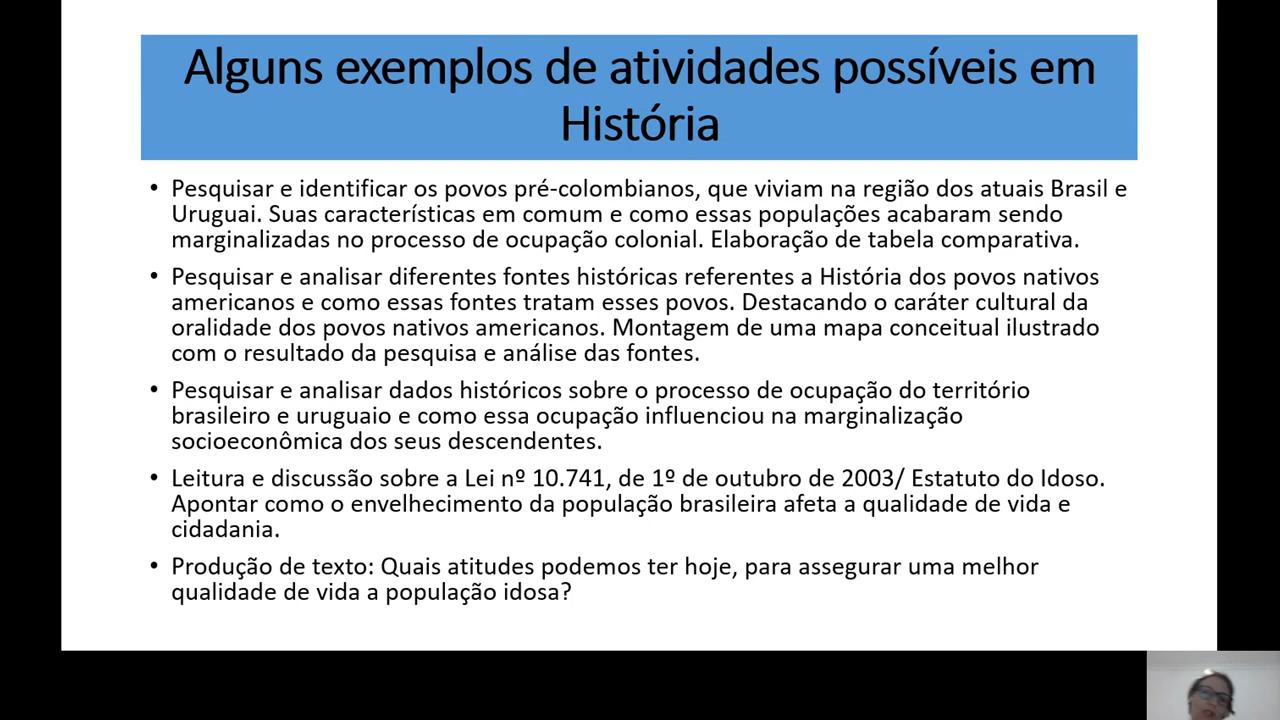 Alguns exemplos de atividades possíveis em
História
• Pesquisar e identificar os povos pré-colombianos, que viviam na região dos atuais Brasil e
Uruguai. Suas características em comum e como essas populações acabaram sendo
marginalizadas no processo de ocupação colonial. Elaboração de tabela comparativa.
• Pesquisar e analisar diferentes fontes históricas referentes a História dos povos nativos
americanos e como essas fontes tratam esses povos. Destacando o caráter cultural da
oralidade dos povos nativos americanos. Montagem de uma mapa conceitual ilustrado
com o resultado da pesquisa e análise das fontes.
• Pesquisar e analisar dados históricos sobre o processo de ocupação do território
brasileiro e uruguaio e como essa ocupação influenciou na marginalização
socioeconômica dos seus descendentes.
• Leitura e discussão sobre a Lei nº 10.741, de 1º de outubro de 2003/ Estatuto do Idoso.
Apontar como o envelhecimento da população brasileira afeta a qualidade de vida e
cidadania.
• Produção de texto: Quais atitudes podemos ter hoje, para assegurar uma melhor
qualidade de vida a população idosa?